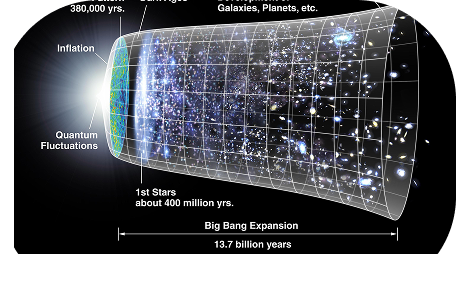 380,000 yrs.
Galaxies, Planets, etc.
Inflation
Quantum
Fluctuations
1st Stars
about 400 million yrs.
Big Bang Expansion
13.7 billion years